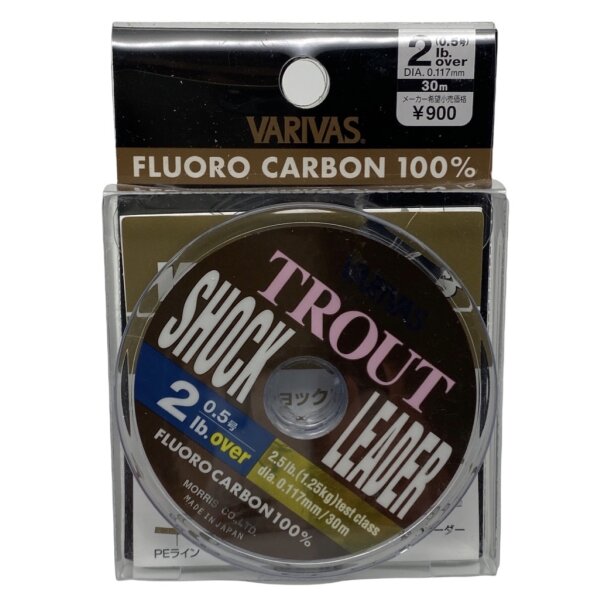 2 (0.5号)
lb. over
DIA. 0.117mm
30m
メーカー希望小売価格
¥900
VARIVAS®
FLUORO CARBON 100%
VARIVAS
TROUT
SHOCK
LEADER
ョック
2 0.5号
lb. over
2.5lb.(1.25kg)test class
dia. 0.117mm/30m
FLUORO CARBON 100%
MORRIS CO.,LTD.
MADE IN JAPAN
PEライン
ーダー